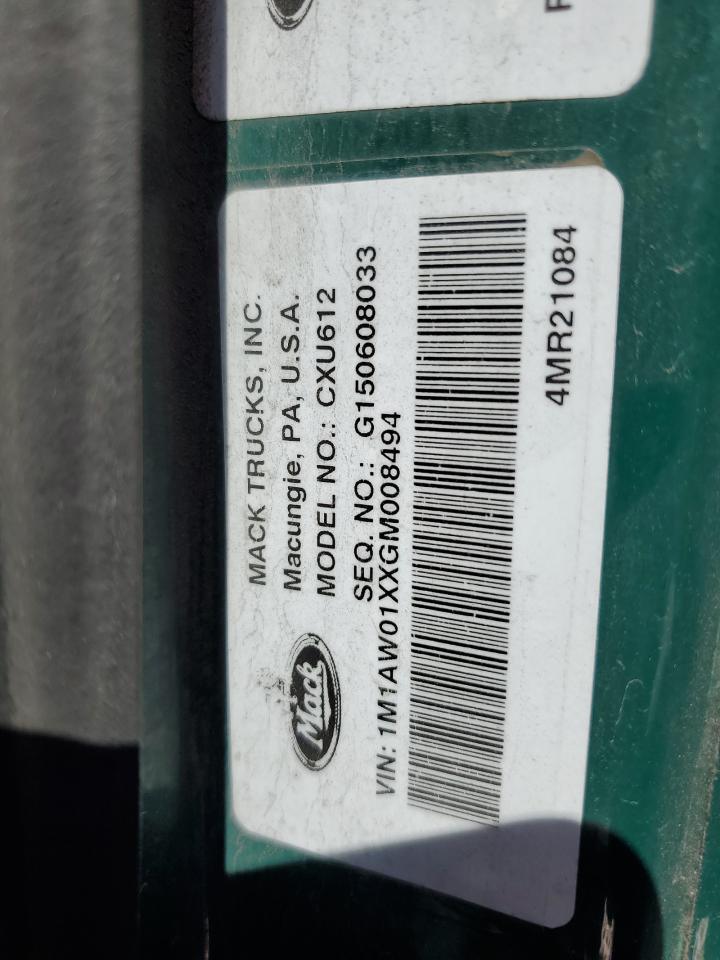 MACK TRUCKS, INC.
Macungie, PA, U.S.A.
MODEL NO.: CXU612
SEQ. NO.: G150608033
Mack
VIN: 1M1AW01XXGM008494
4MR21084